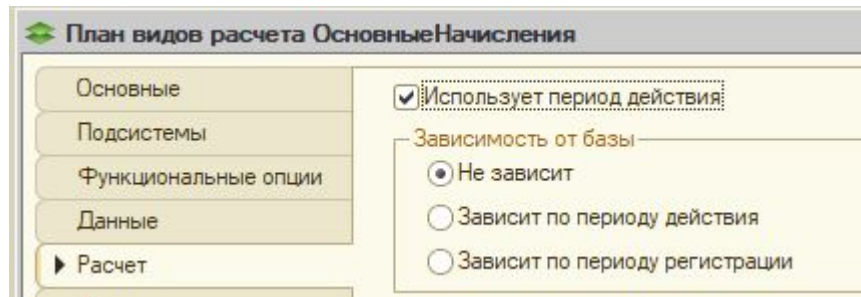 План видов расчета ОсновныеНачисления
Основные
Подсистемы
Функциональные опции
Данные
Расчет
Использует период действия
Зависимость от базы
Не зависит
Зависит по периоду действия
Зависит по периоду регистрации